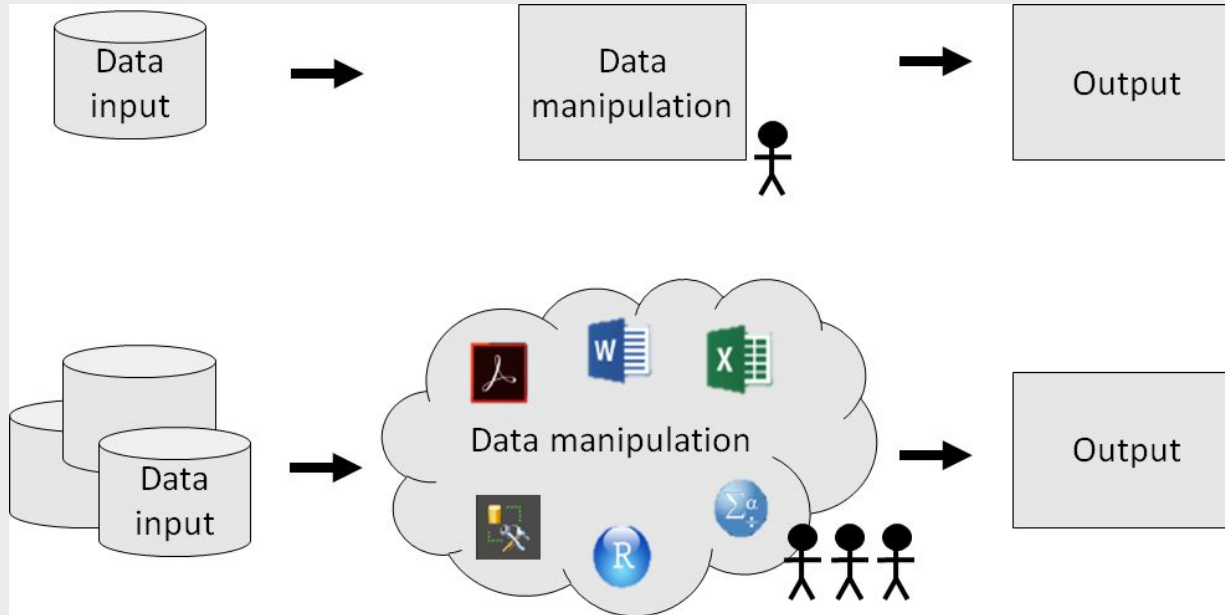 Data
input
Data
manipulation
Output
W
X
Data manipulation
Output
Data
input
Σ α
÷
R